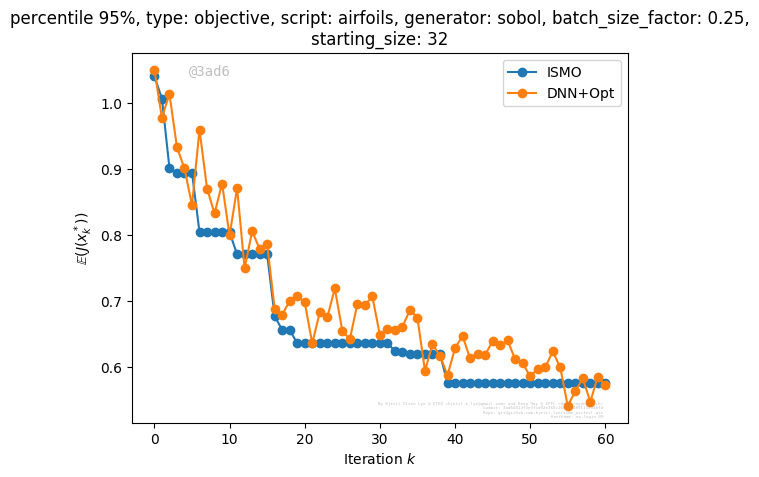 percentile 95%, type: objective, script: airfoils, generator: sobol, batch_size_factor: 0.25,
starting_size: 32
@3ad6
ISMO
DNN+Opt
1.0
0.9
0.8
0.7
0.6
𝔼(J(x*k))
0 10 20 30 40 50 60
Iteration k